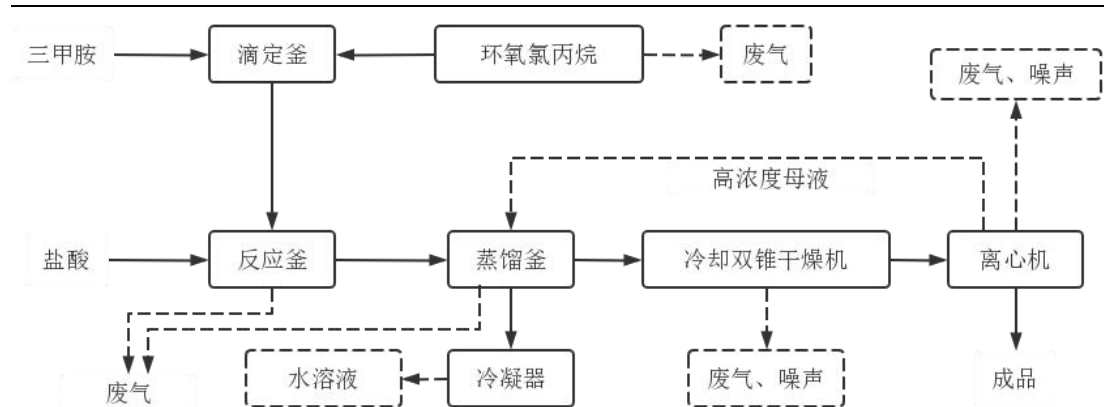 三甲胺
滴定釜
环氧氯丙烷
废气
废气、噪声
高浓度母液
盐酸
反应釜
蒸馏釜
冷却双锥干燥机
离心机
废气
水溶液
冷凝器
废气、噪声
成品